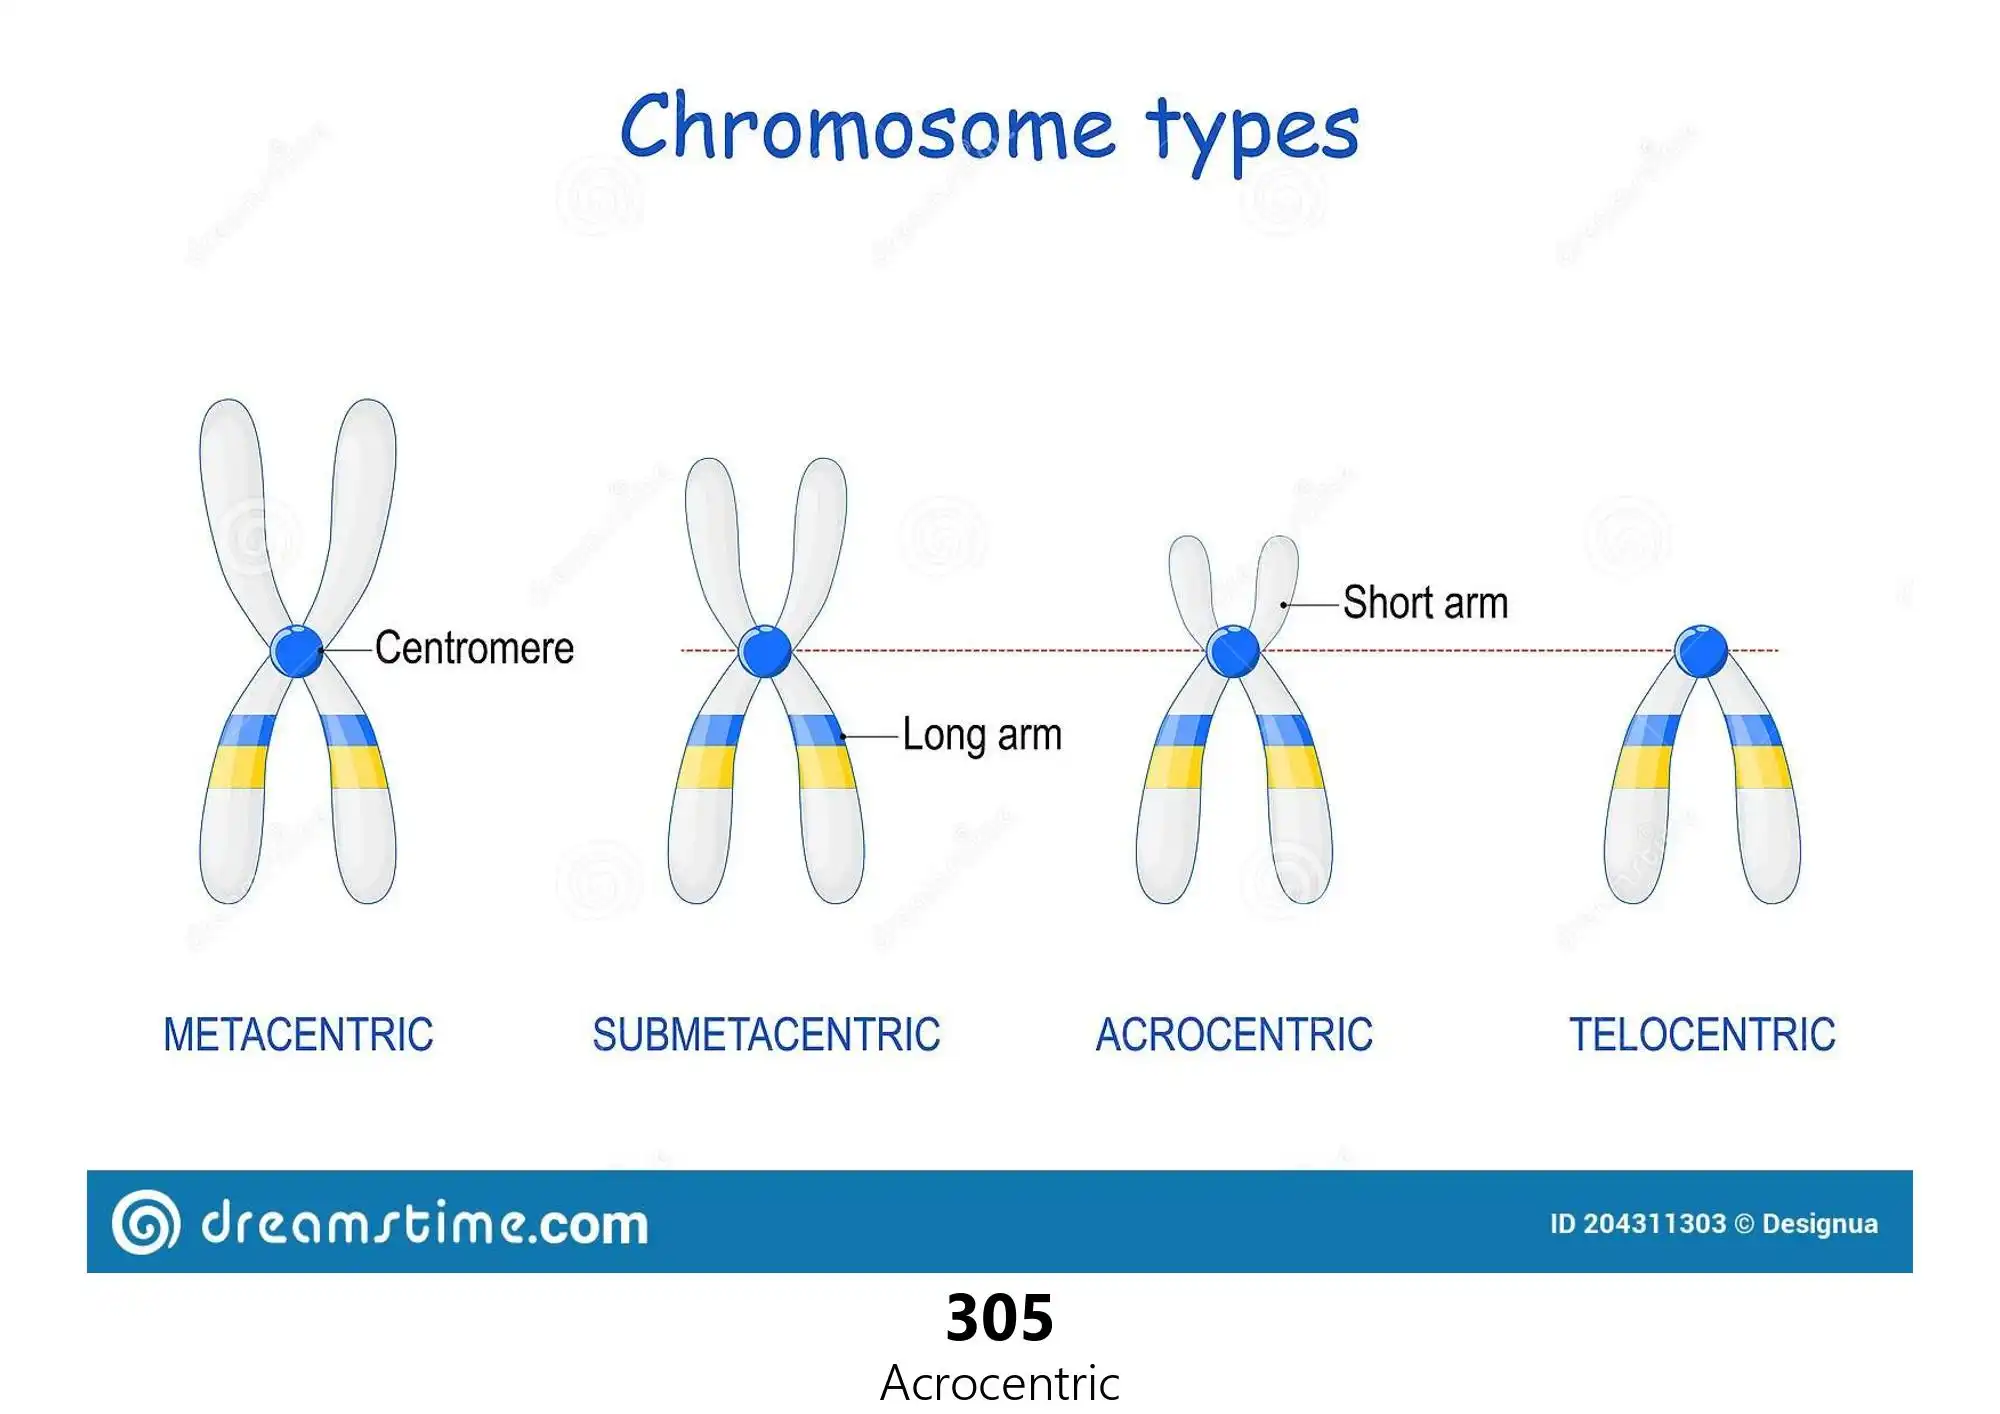 Chromosome types
Short arm
Centromere
Long arm
METACENTRIC
SUBMETACENTRIC
ACROCENTRIC
TELOCENTRIC
dreamstime.com
ID 204311303 © Designua
305
Acrocentric